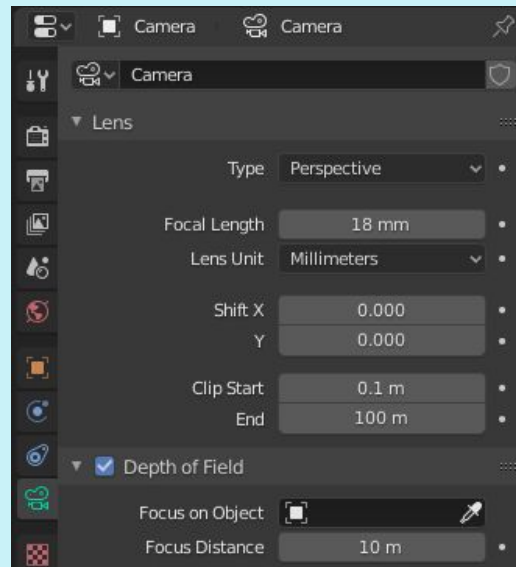 Camera Camera
Camera
Lens
Type Perspective
Focal Length 18 mm
Lens Unit Millimeters
Shift X 0.000
Y 0.000
Clip Start 0.1 m
End 100 m
Depth of Field
Focus on Object
Focus Distance 10 m